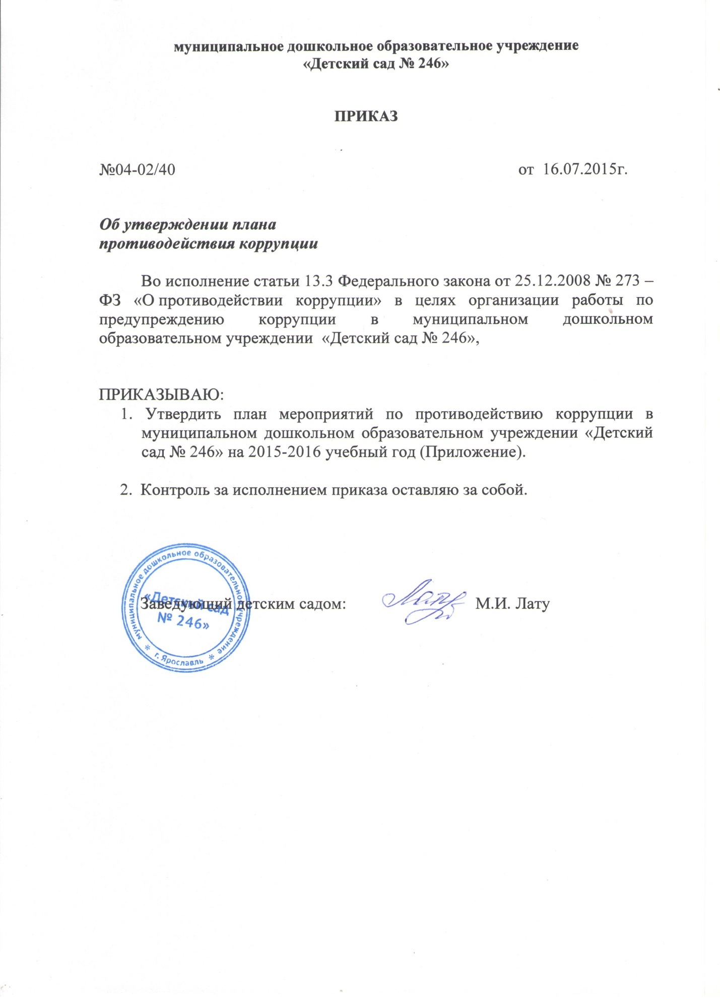 муниципальное дошкольное образовательное учреждение
«Детский сад № 246»
ПРИКАЗ
№04-02/40 от 16.07.2015г.
Об утверждении плана
противодействия коррупции
Во исполнение статьи 13.3 Федерального закона от 25.12.2008 № 273 –
ФЗ «О противодействии коррупции» в целях организации работы по
предупреждению коррупции в муниципальном дошкольном
образовательном учреждении «Детский сад № 246»,
ПРИКАЗЫВАЮ:
1. Утвердить план мероприятий по противодействию коррупции в
муниципальном дошкольном образовательном учреждении «Детский
сад № 246» на 2015-2016 учебный год (Приложение).
2. Контроль за исполнением приказа оставляю за собой.
Заведующий детским садом: М.И. Лату
муниципальное дошкольное образовательное учреждение
«Детский сад
№ 246»
* г. Ярославль *